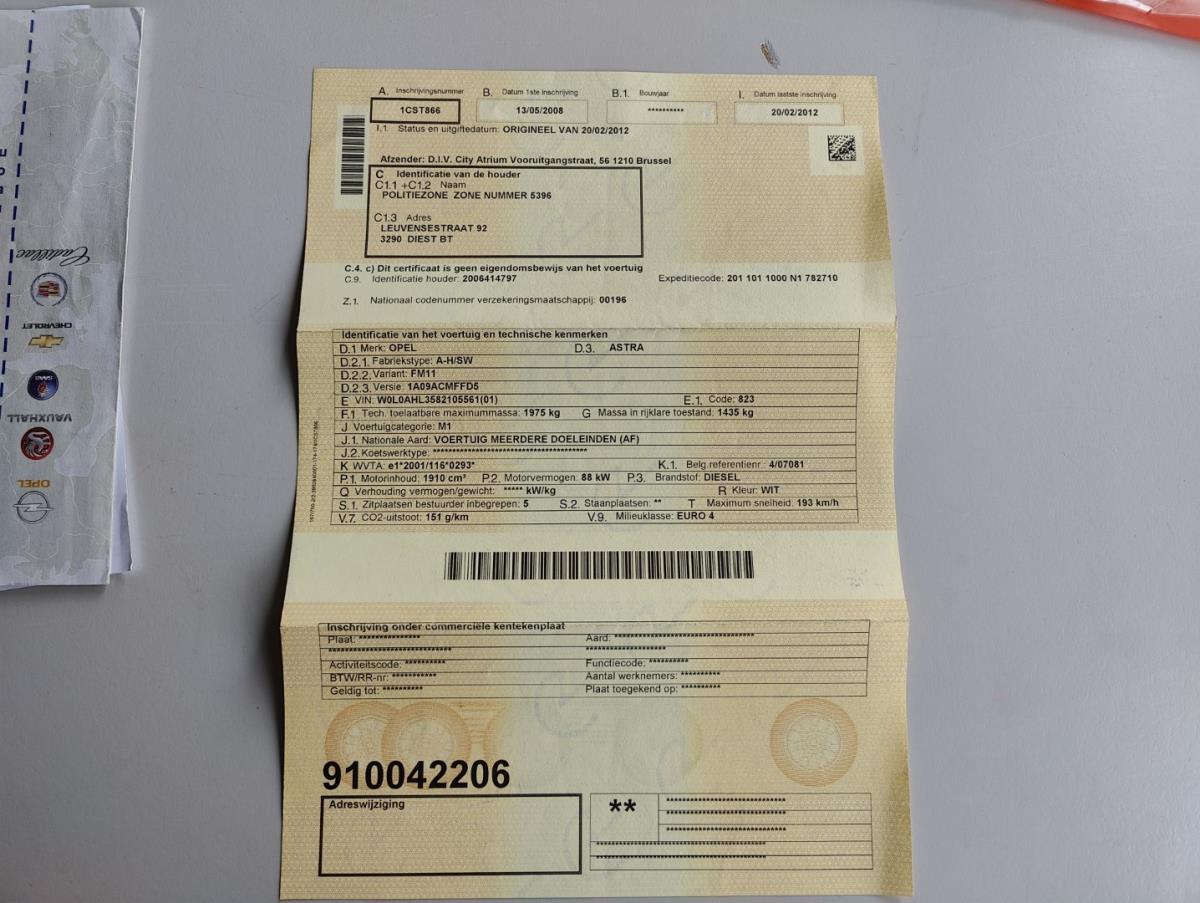 A. Inschrijvingsnummer B. Datum 1ste inschrijving B.1. Bouwjaar I. Datum laatste inschrijving
1CST866 13/05/2008 ********** 20/02/2012
I.1. Status en uitgiftedatum: ORIGINEEL VAN 20/02/2012
Afzender: D.I.V. City Atrium Vooruitgangstraat, 56 1210 Brussel
C Identificatie van de houder
C1.1 +C1.2 Naam
POLITIEZONE ZONE NUMMER 5396
C1.3 Adres
LEUVENSESTRAAT 92
3290 DIEST BT
C.4. c) Dit certificaat is geen eigendomsbewijs van het voertuig
C.9. Identificatie houder: 2006414797 Expeditiecode: 201 101 1000 N1 782710
Z.1. Nationaal codenummer verzekeringsmaatschappij: 00196
Identificatie van het voertuig en technische kenmerken
D.1 Merk: OPEL D.3. ASTRA
D.2.1. Fabriekstype: A-H/SW
D.2.2. Variant: FM11
D.2.3. Versie: 1A09ACMFFD5
E VIN: W0L0AHL3582105561(01) E.1. Code: 823
F.1 Tech. toelaatbare maximummassa: 1975 kg G Massa in rijklare toestand: 1435 kg
J Voertuigcategorie: M1
J.1. Nationale Aard: VOERTUIG MEERDERE DOELEINDEN (AF)
J.2. Koetswerktype: ************************************
K WVTA: e1*2001/116*0293* K.1. Belg.referentienr.: 4/07081
P.1. Motorinhoud: 1910 cm³ P.2. Motorvermogen: 88 kW P.3. Brandstof: DIESEL
Q Verhouding vermogen/gewicht: ***** kW/kg R Kleur: WIT
S.1. Zitplaatsen bestuurder inbegrepen: 5 S.2. Staanplaatsen: ** T Maximum snelheid: 193 km/h
V.7. CO2-uitstoot: 151 g/km V.9. Milieuklasse: EURO 4
Inschrijving onder commerciële kentekenplaat
Plaat: *************** Aard: ***********************************
****************************** ********************
Activiteitscode: ********** Functiecode: **********
BTW/RR-nr: *********** Aantal werknemers: **********
Geldig tot: ********** Plaat toegekend op: **********
910042206
Adreswijziging
**
******************************
******************************
******************************
******************************************
******************************************
Cadillac
CHEVROLET
SAAB
VAUXHALL
OPEL